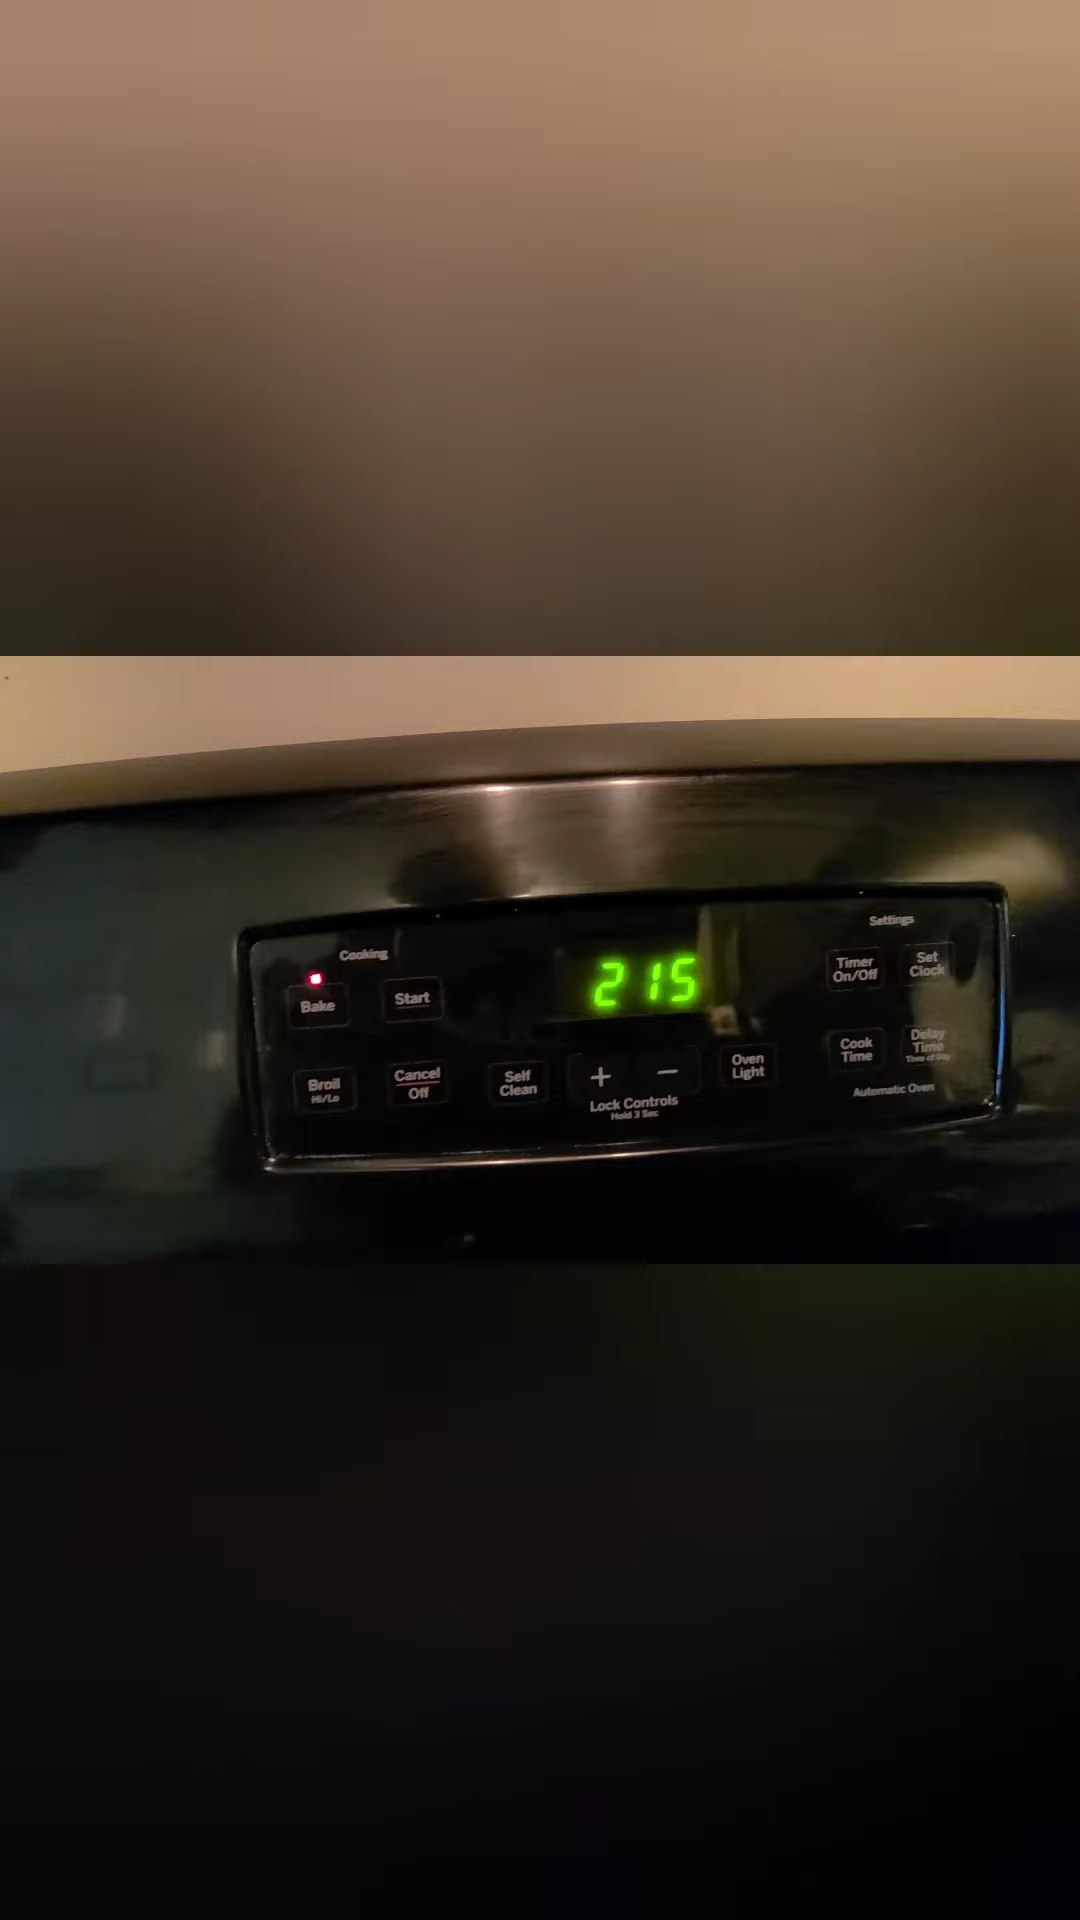 Cooking
Settings
Bake
Start
215
Timer
On/Off
Set
Clock
Broil
Hi/Lo
Cancel
Off
Self
Clean
+ −
Lock Controls
Hold 3 Sec
Oven
Light
Cook
Time
Delay
Time
Time of Day
Automatic Oven